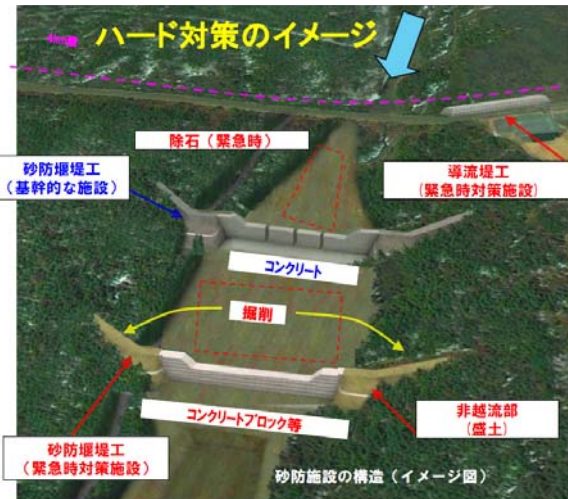 ハード対策のイメージ
除石（緊急時）
砂防堰堤工
（基幹的な施設）
導流堤工
（緊急時対策施設）
コンクリート
掘削
コンクリートブロック等
砂防堰堤工
（緊急時対策施設）
非越流部
（盛土）
砂防施設の構造（イメージ図）